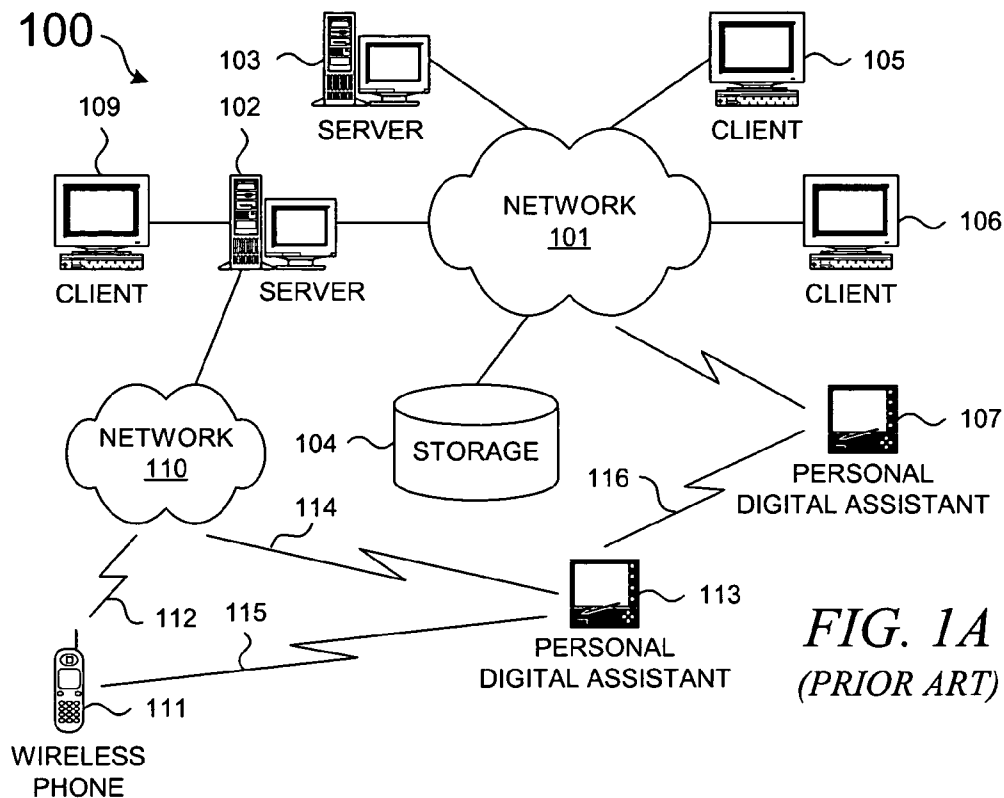 100
103
SERVER
105
CLIENT
109
102
CLIENT
SERVER
NETWORK
101
106
CLIENT
NETWORK
110
104
STORAGE
107
PERSONAL
DIGITAL ASSISTANT
116
114
112
115
113
PERSONAL
DIGITAL ASSISTANT
111
WIRELESS
PHONE
FIG. 1A
(PRIOR ART)